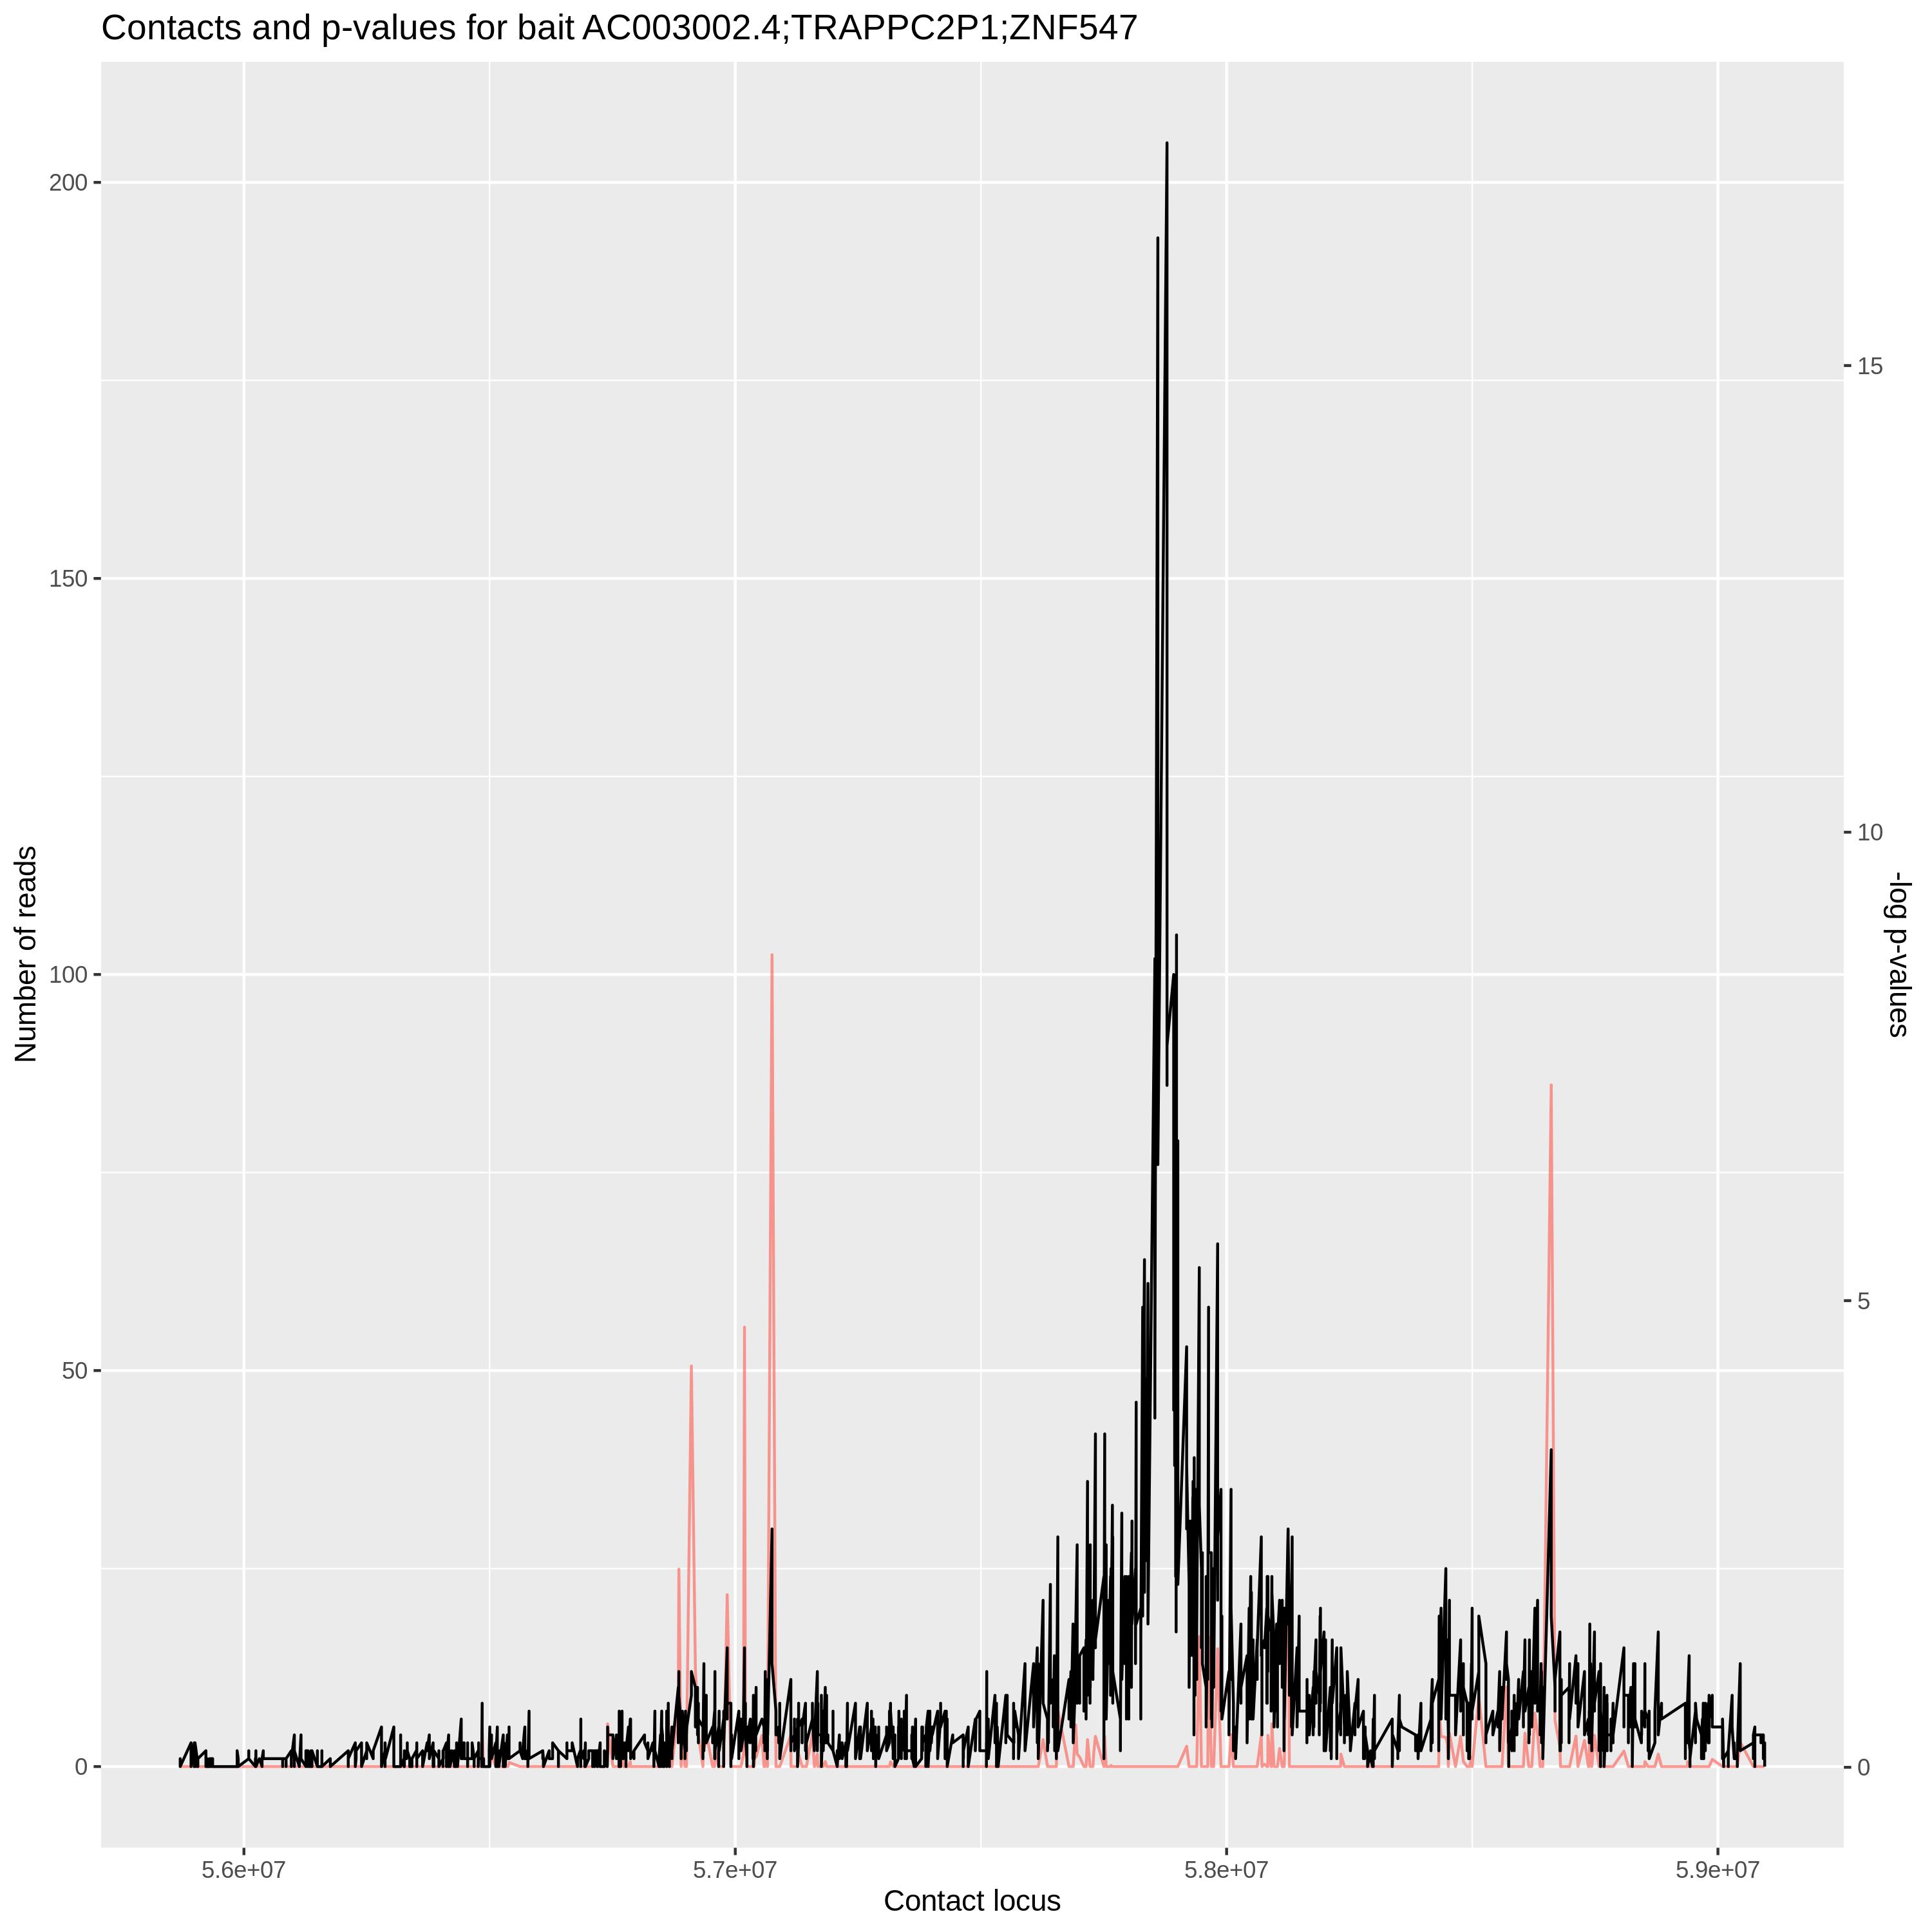 Contacts and p-values for bait AC003002.4;TRAPPC2P1;ZNF547
200
150
100
50
0
Number of reads
15
10
5
0
-log p-values
5.6e+07
5.7e+07
5.8e+07
5.9e+07
Contact locus